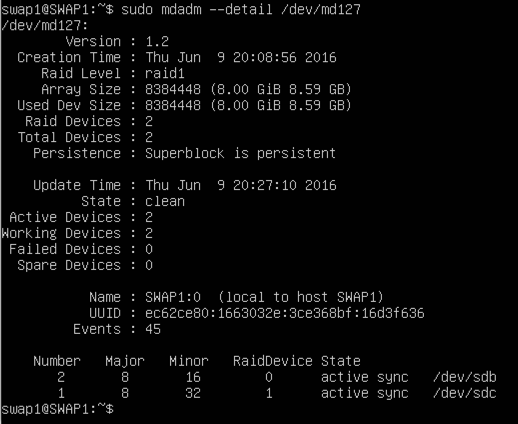 swap1@SWAP1:~$ sudo mdadm --detail /dev/md127
/dev/md127:
Version : 1.2
Creation Time : Thu Jun  9 20:08:56 2016
Raid Level : raid1
Array Size : 8384448 (8.00 GiB 8.59 GB)
Used Dev Size : 8384448 (8.00 GiB 8.59 GB)
Raid Devices : 2
Total Devices : 2
Persistence : Superblock is persistent
Update Time : Thu Jun  9 20:27:10 2016
State : clean
Active Devices : 2
Working Devices : 2
Failed Devices : 0
Spare Devices : 0
Name : SWAP1:0  (local to host SWAP1)
UUID : ec62ce80:1663032e:3ce368bf:16d3f636
Events : 45
Number   Major   Minor   RaidDevice State
2       8       16        0      active sync   /dev/sdb
1       8       32        1      active sync   /dev/sdc
swap1@SWAP1:~$